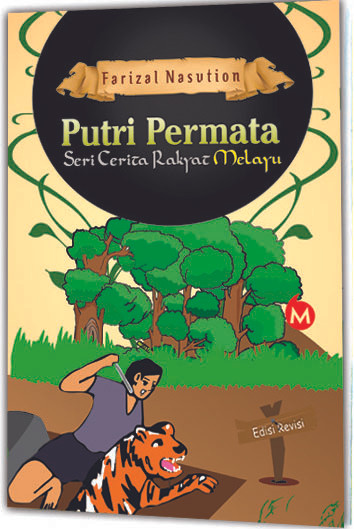 Farizal Nasution
Putri Permata
Seri Cerita Rakyat Melayu
M
Edisi Revisi